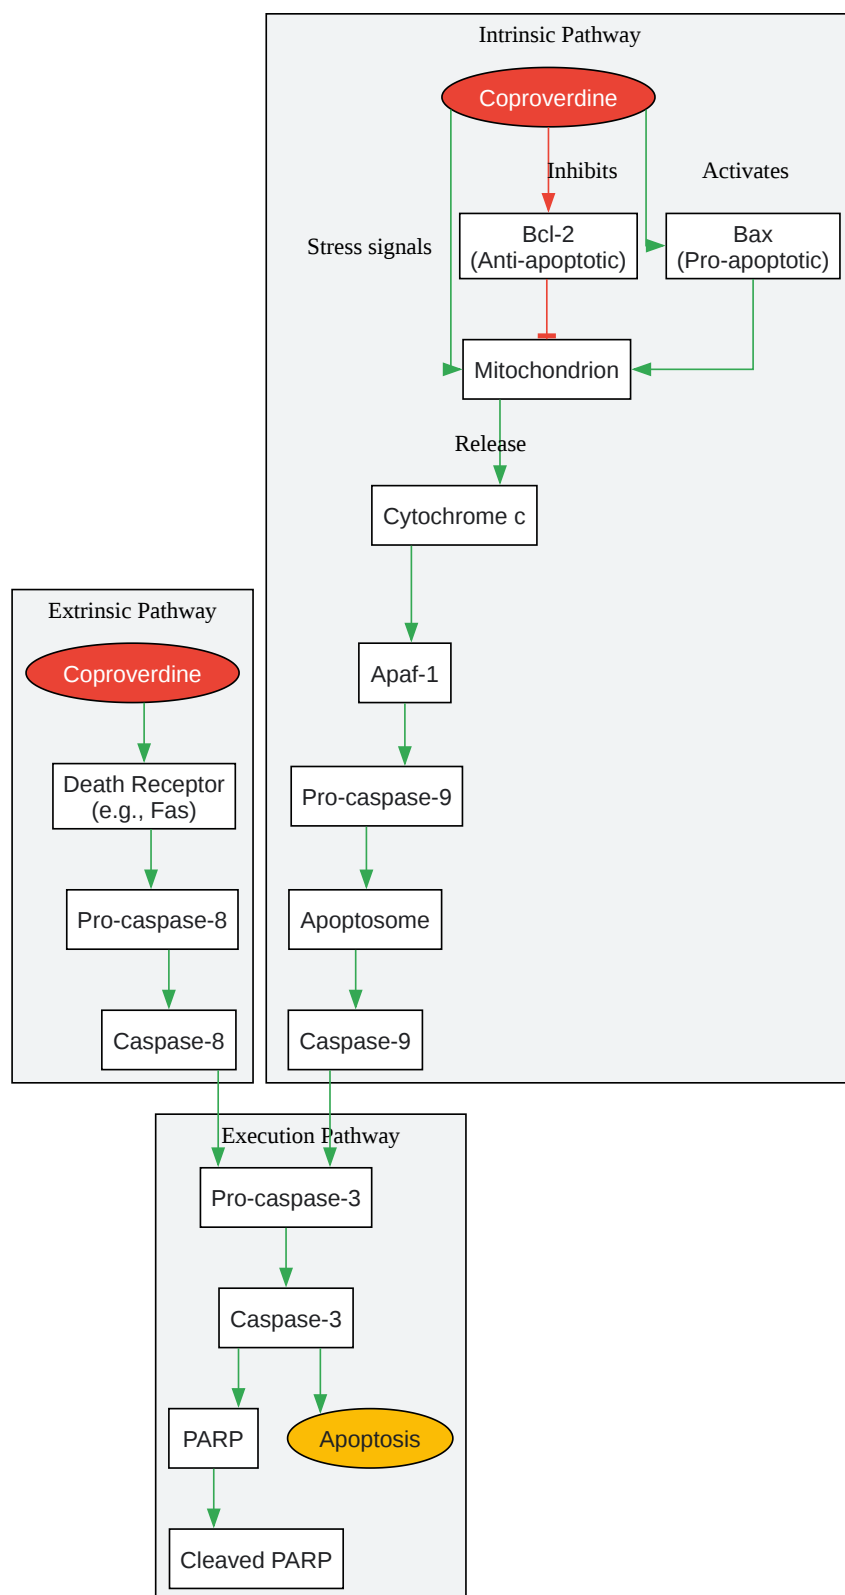 Intrinsic Pathway
Coproverdine
Inhibits
Activates
Bcl-2
(Anti-apoptotic)
Bax
(Pro-apoptotic)
Stress signals
Mitochondrion
Release
Cytochrome c
Extrinsic Pathway
Coproverdine
Apaf-1
Death Receptor
(e.g., Fas)
Pro-caspase-9
Pro-caspase-8
Apoptosome
Caspase-8
Caspase-9
Execution Pathway
Pro-caspase-3
Caspase-3
PARP
Apoptosis
Cleaved PARP